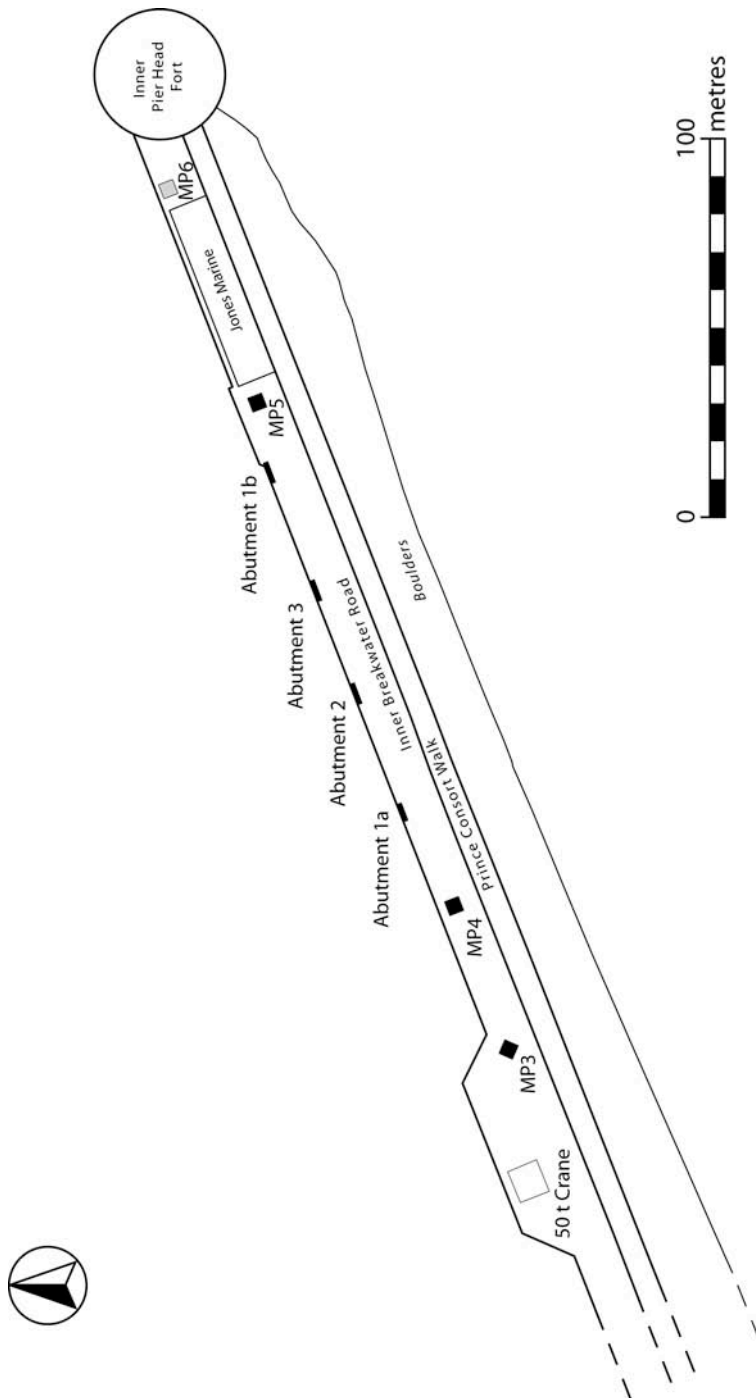 Inner
Pier Head
Fort
MP6
Jones Marine
MP5
Abutment 1b
Abutment 3
Abutment 2
Abutment 1a
Inner Breakwater Road
Prince Consort Walk
Boulders
MP4
MP3
50 t Crane
0
100
metres